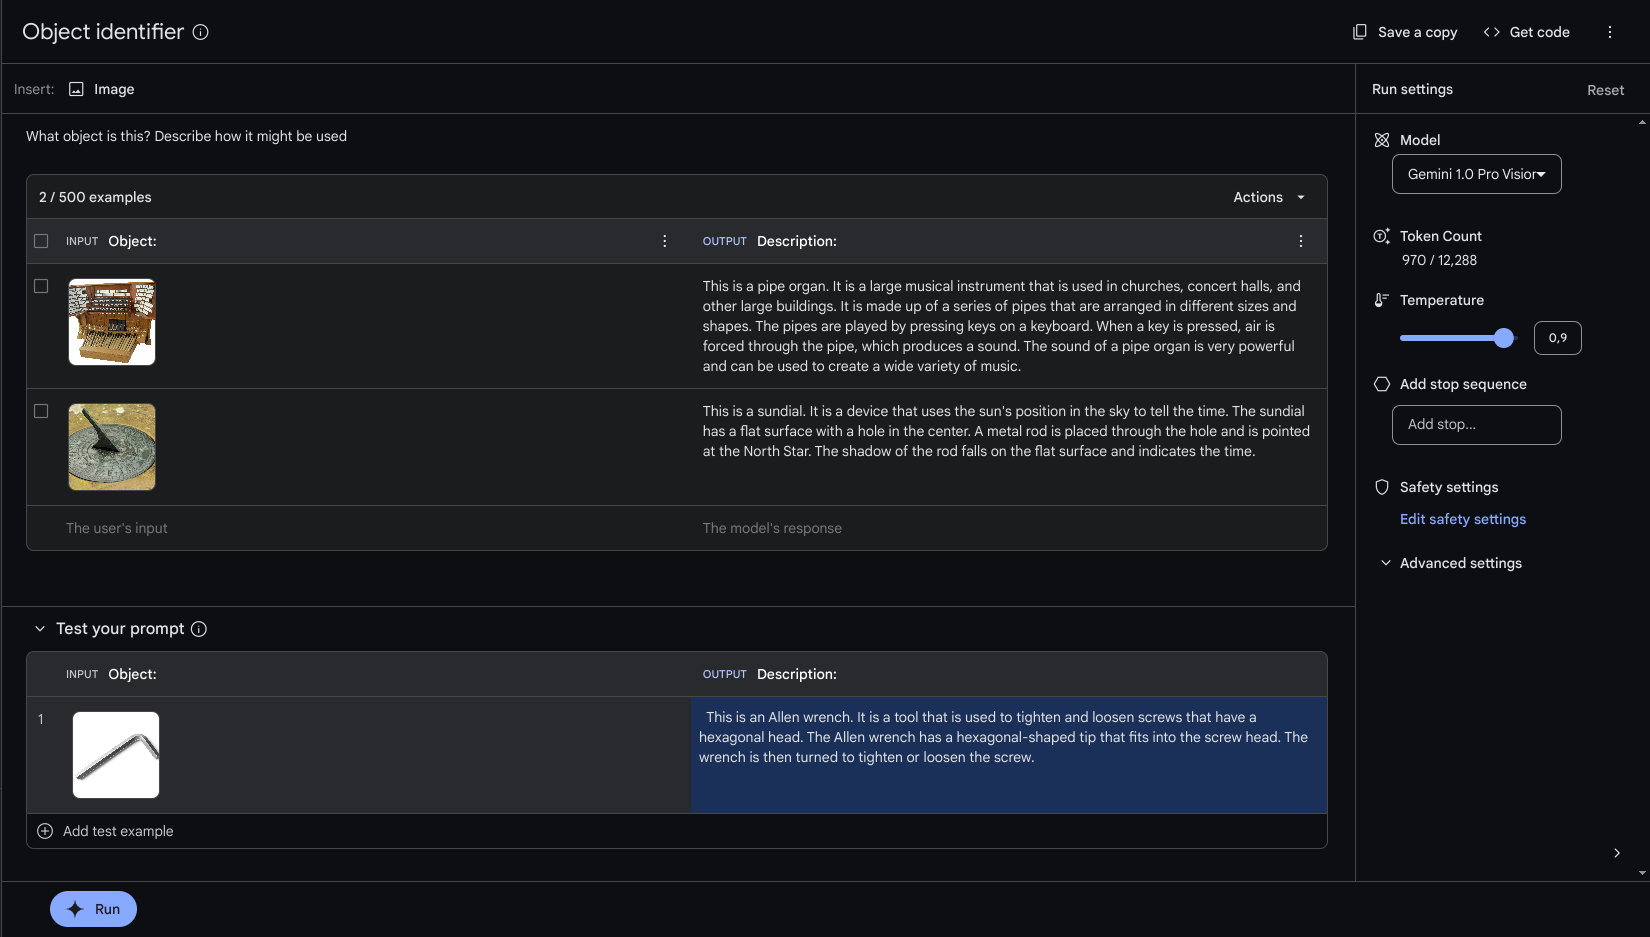 Object identifier
Save a copy
Get code
Insert:
Image
Run settings
Reset
What object is this? Describe how it might be used
2 / 500 examples
Actions
INPUT Object:
OUTPUT Description:
This is a pipe organ. It is a large musical instrument that is used in churches, concert halls, and
other large buildings. It is made up of a series of pipes that are arranged in different sizes and
shapes. The pipes are played by pressing keys on a keyboard. When a key is pressed, air is
forced through the pipe, which produces a sound. The sound of a pipe organ is very powerful
and can be used to create a wide variety of music.
This is a sundial. It is a device that uses the sun's position in the sky to tell the time. The sundial
has a flat surface with a hole in the center. A metal rod is placed through the hole and is pointed
at the North Star. The shadow of the rod falls on the flat surface and indicates the time.
The user's input
The model's response
Test your prompt
INPUT Object:
OUTPUT Description:
1
This is an Allen wrench. It is a tool that is used to tighten and loosen screws that have a
hexagonal head. The Allen wrench has a hexagonal-shaped tip that fits into the screw head. The
wrench is then turned to tighten or loosen the screw.
Add test example
Run
Model
Gemini 1.0 Pro Vision
Token Count
970 / 12,288
Temperature
0,9
Add stop sequence
Add stop...
Safety settings
Edit safety settings
Advanced settings